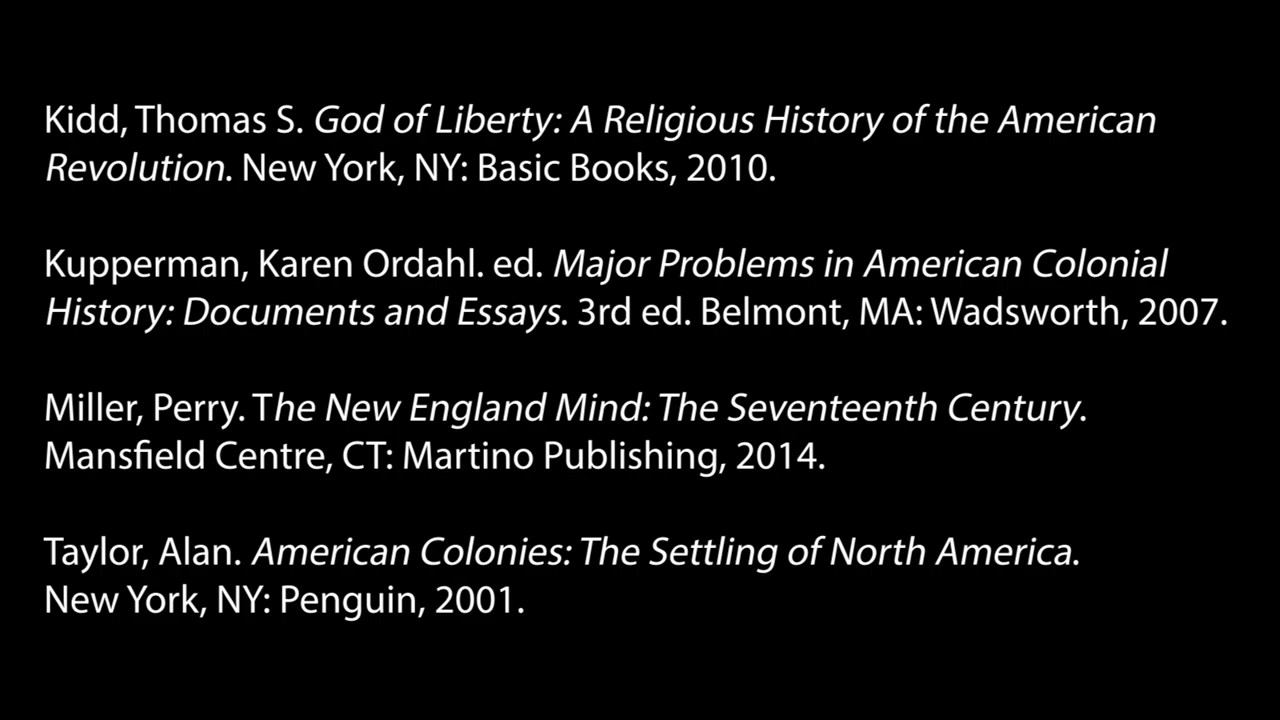 Kidd, Thomas S. God of Liberty: A Religious History of the American
Revolution. New York, NY: Basic Books, 2010.
Kupperman, Karen Ordahl. ed. Major Problems in American Colonial
History: Documents and Essays. 3rd ed. Belmont, MA: Wadsworth, 2007.
Miller, Perry. The New England Mind: The Seventeenth Century.
Mansfield Centre, CT: Martino Publishing, 2014.
Taylor, Alan. American Colonies: The Settling of North America.
New York, NY: Penguin, 2001.